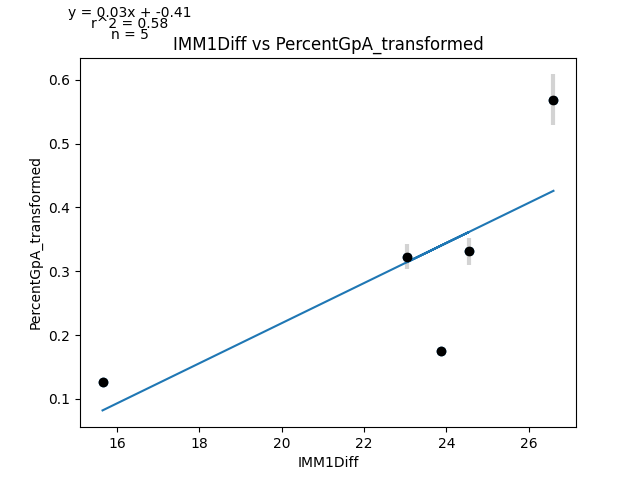 y = 0.03x + -0.41
r^2 = 0.58
n = 5
IMM1Diff vs PercentGpA_transformed
0.6
0.5
0.4
0.3
0.2
0.1
PercentGpA_transformed
16 18 20 22 24 26
IMM1Diff